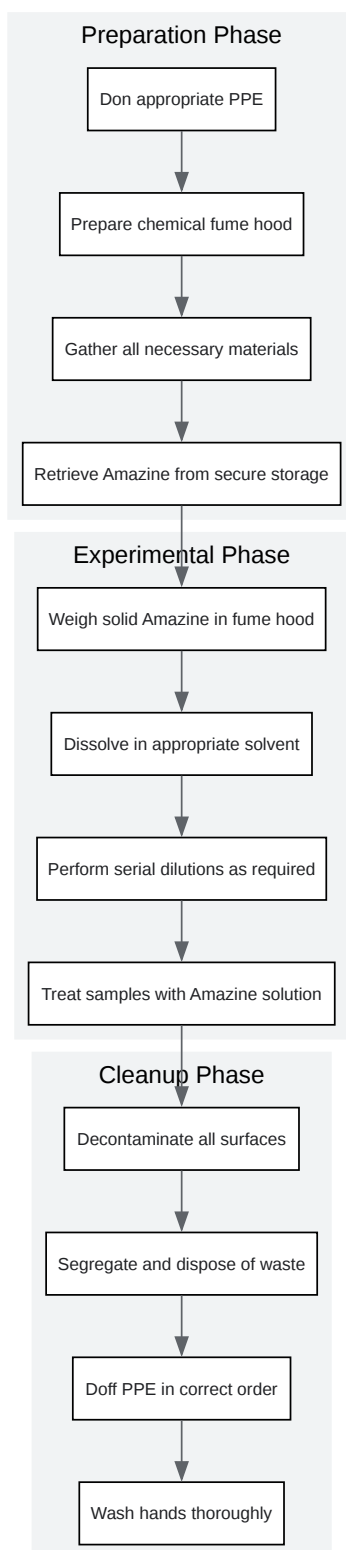 Preparation Phase
Don appropriate PPE
Prepare chemical fume hood
Gather all necessary materials
Retrieve Amazine from secure storage
Experimental Phase
Weigh solid Amazine in fume hood
Dissolve in appropriate solvent
Perform serial dilutions as required
Treat samples with Amazine solution
Cleanup Phase
Decontaminate all surfaces
Segregate and dispose of waste
Doff PPE in correct order
Wash hands thoroughly